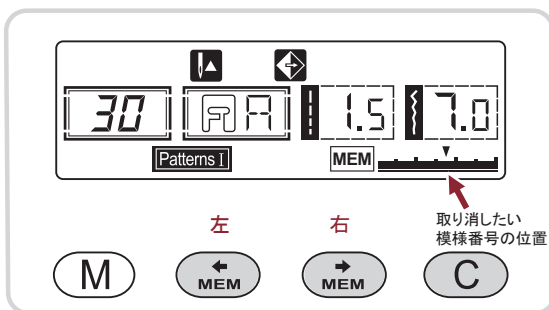 30 A A 1.5 7.0
Patterns I MEM
取り消したい
模様番号の位置
左 右
M MEM MEM C